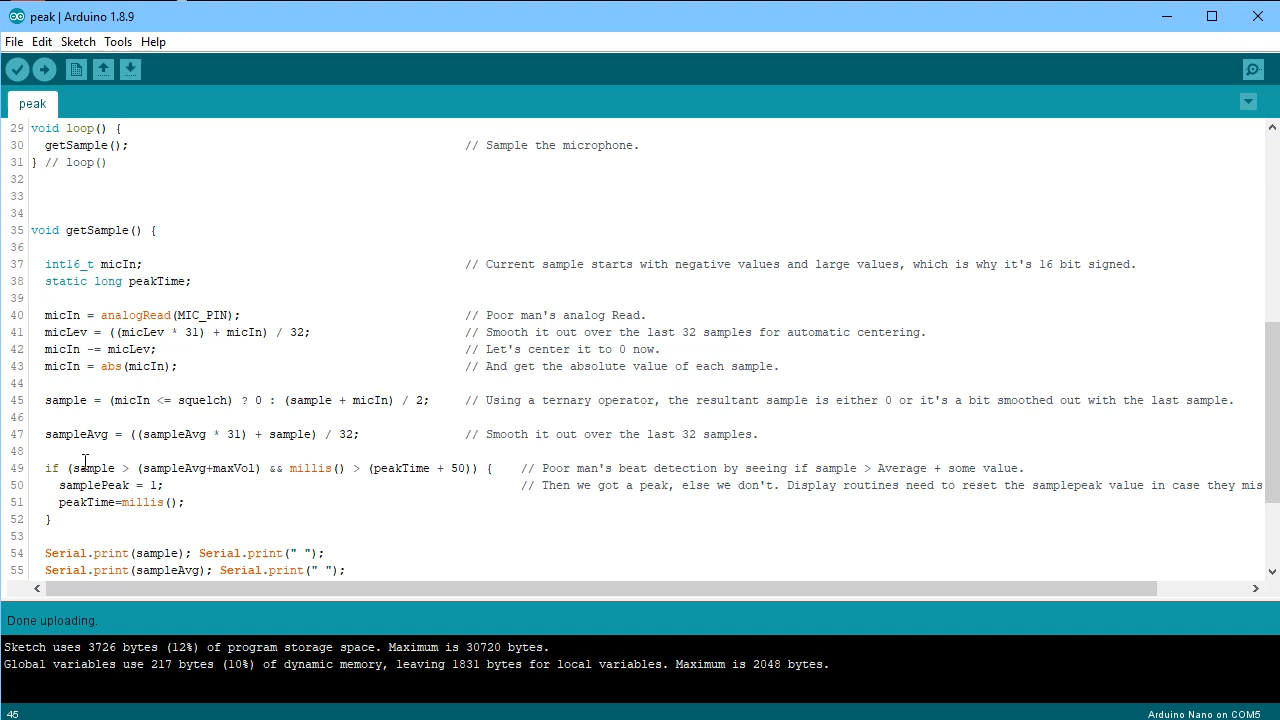 peak | Arduino 1.8.9
File Edit Sketch Tools Help
peak
29 void loop() {
30 getSample(); // Sample the microphone.
31 } // loop()
32
33
34
35 void getSample() {
36
37 int16_t micIn; // Current sample starts with negative values and large values, which is why it's 16 bit signed.
38 static long peakTime;
39
40 micIn = analogRead(MIC_PIN); // Poor man's analog Read.
41 micLev = ((micLev * 31) + micIn) / 32; // Smooth it out over the last 32 samples for automatic centering.
42 micIn -= micLev; // Let's center it to 0 now.
43 micIn = abs(micIn); // And get the absolute value of each sample.
44
45 sample = (micIn <= squelch) ? 0 : (sample + micIn) / 2; // Using a ternary operator, the resultant sample is either 0 or it's a bit smoothed out with the last sample.
46
47 sampleAvg = ((sampleAvg * 31) + sample) / 32; // Smooth it out over the last 32 samples.
48
49 if (sample > (sampleAvg+maxVol) && millis() > (peakTime + 50)) { // Poor man's beat detection by seeing if sample > Average + some value.
50 samplePeak = 1; // Then we got a peak, else we don't. Display routines need to reset the samplepeak value in case they mis
51 peakTime=millis();
52 }
53
54 Serial.print(sample); Serial.print(" ");
55 Serial.print(sampleAvg); Serial.print(" ");
Done uploading.
Sketch uses 3726 bytes (12%) of program storage space. Maximum is 30720 bytes.
Global variables use 217 bytes (10%) of dynamic memory, leaving 1831 bytes for local variables. Maximum is 2048 bytes.
45 Arduino Nano on COM5